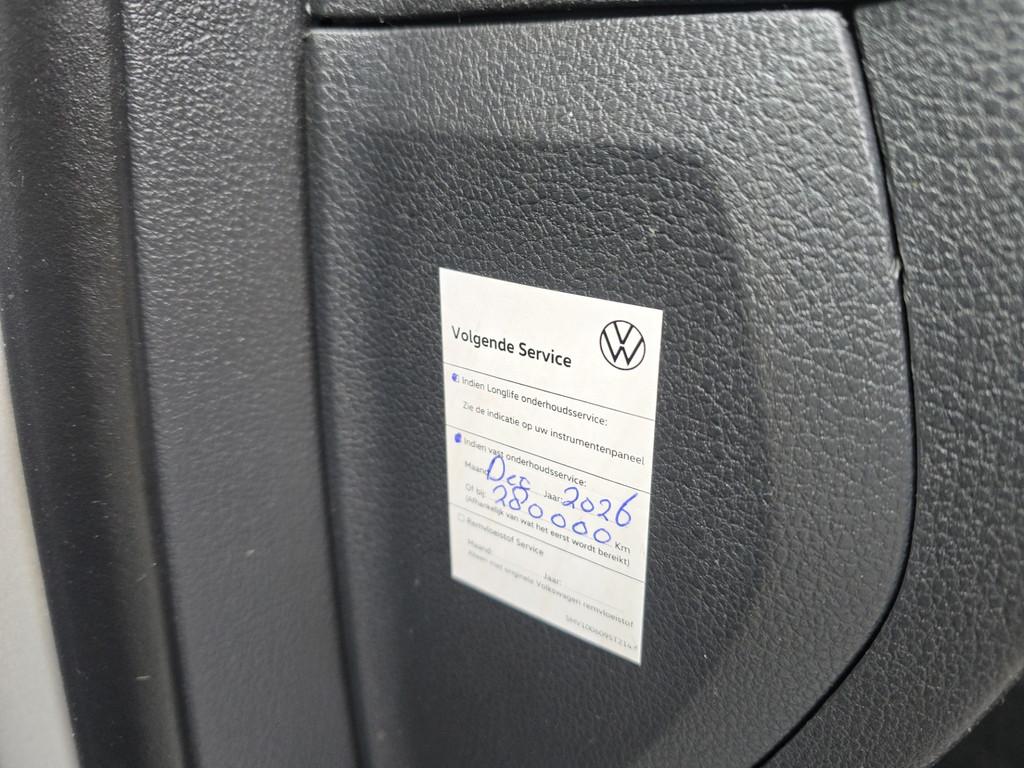 Volgende Service
Indien Longlife onderhoudsservice:
Zie de indicatie op uw instrumentenpaneel
Indien vast onderhoudsservice:
Maand: Dec Jaar: 2026
Of bij: 280000 Km
(Afhankelijk van wat het eerst wordt bereikt)
Remvloeistof Service
Maand: Jaar:
Alleen met originele Volkswagen remvloeistof